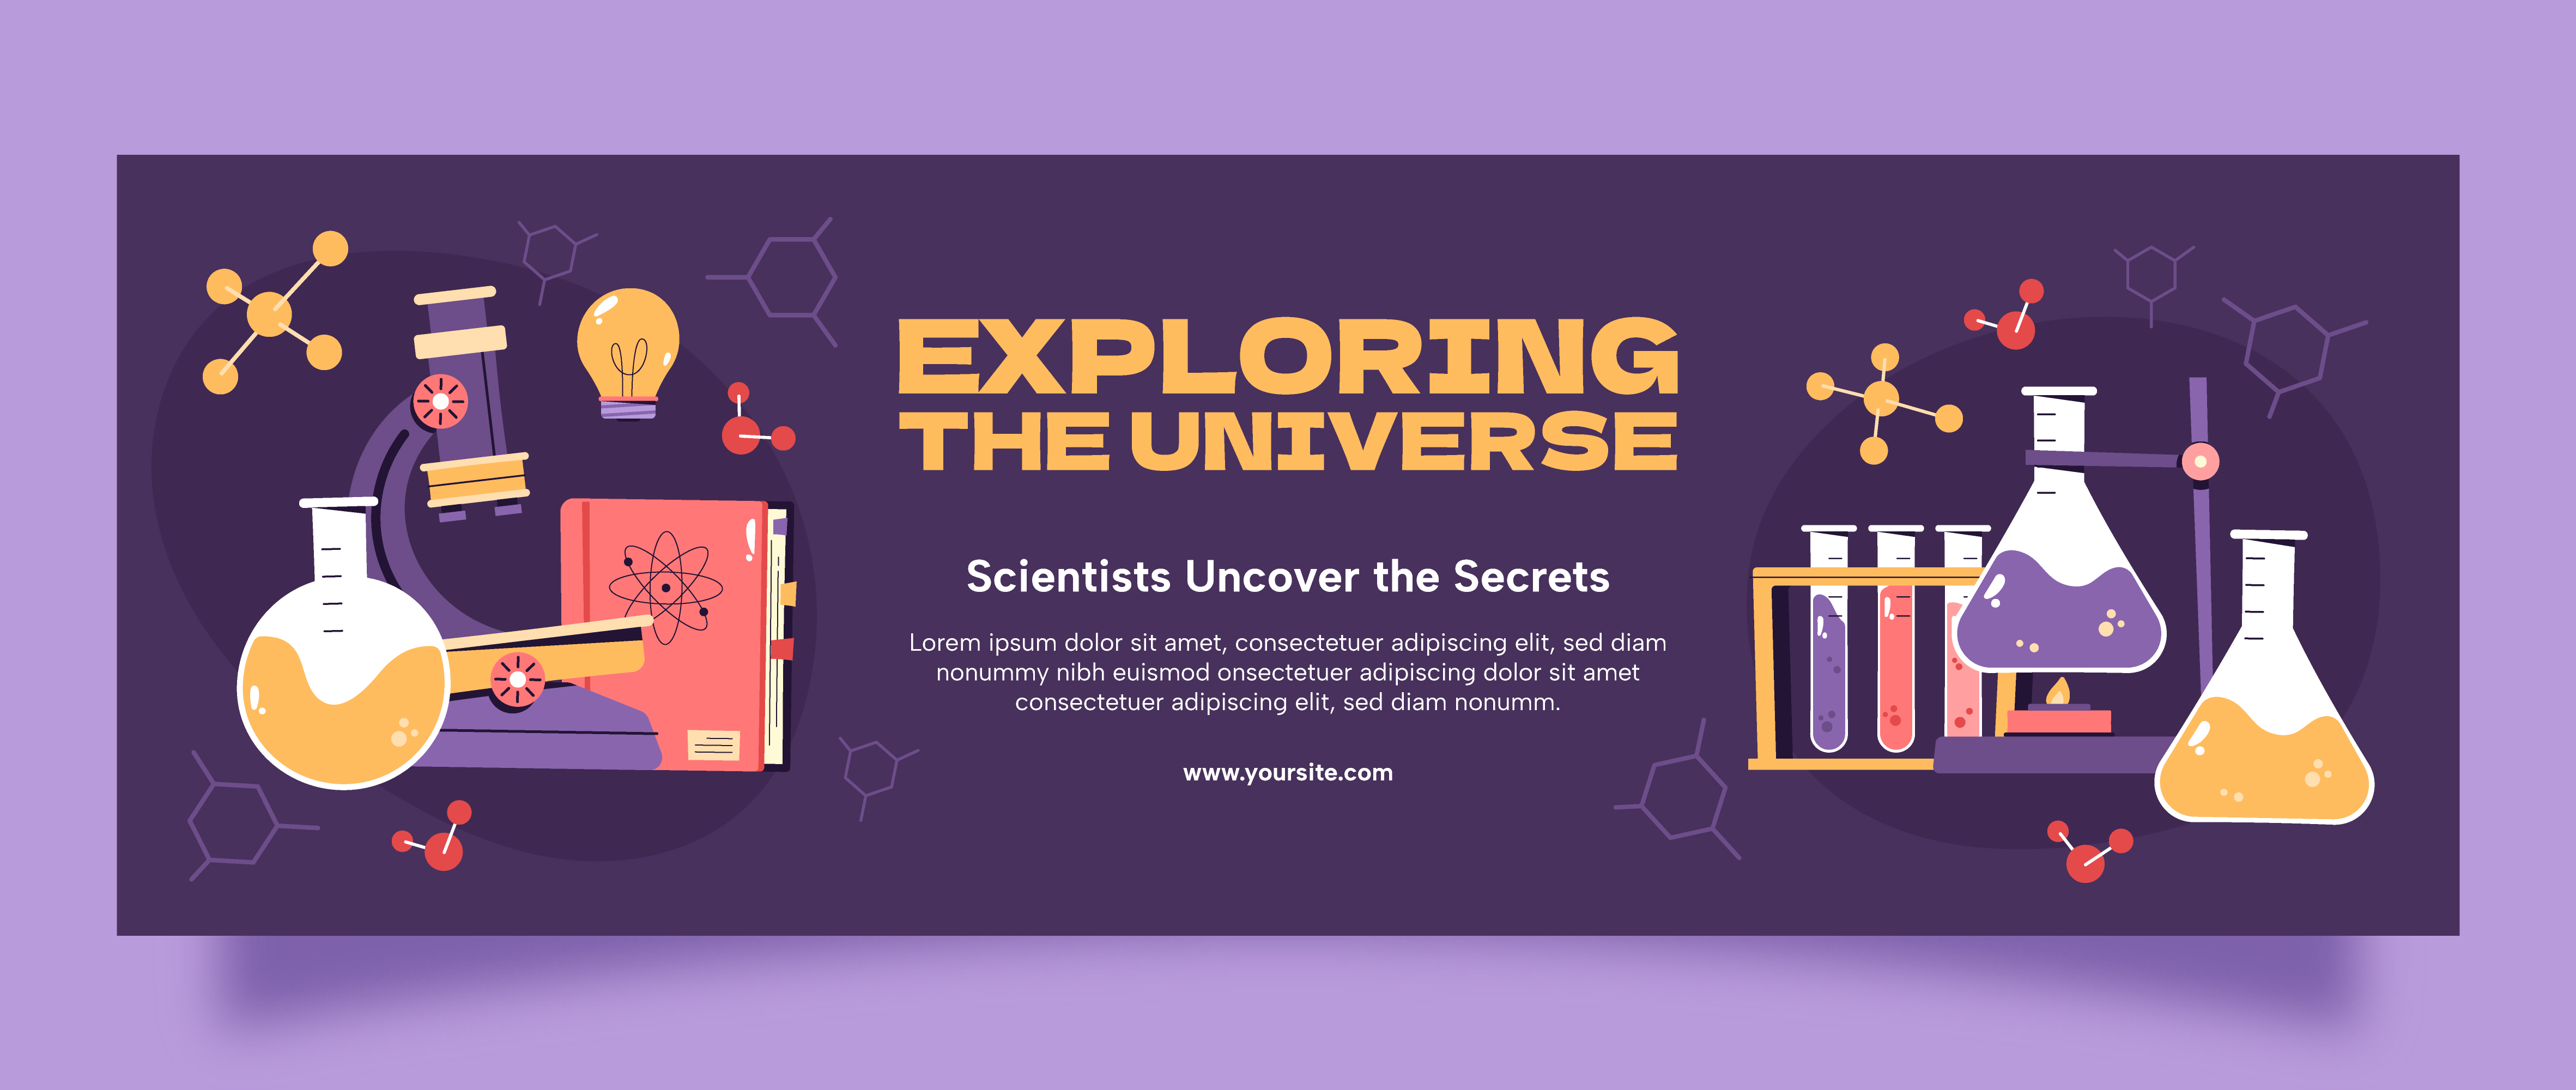 EXPLORING
THE UNIVERSE
Scientists Uncover the Secrets
Lorem ipsum dolor sit amet, consectetuer adipiscing elit, sed diam
nonummy nibh euismod onsectetuer adipiscing dolor sit amet
consectetuer adipiscing elit, sed diam nonumm.
www.yoursite.com